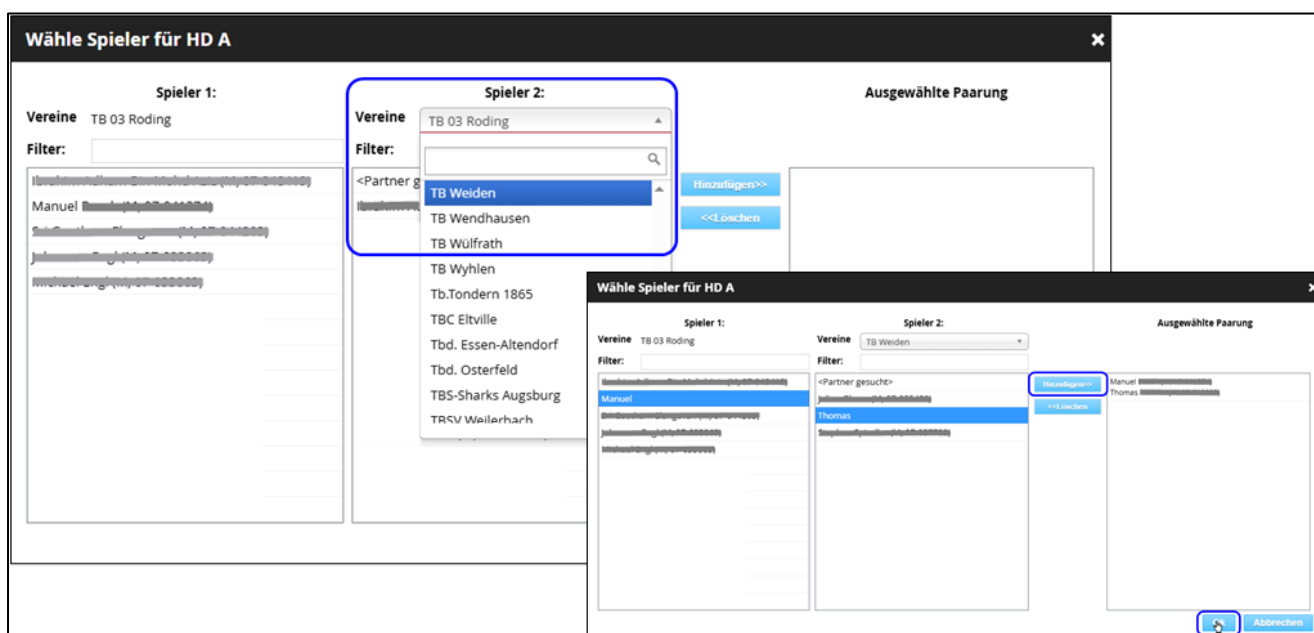 Wähle Spieler für HD A
Spieler 1:
Spieler 2:
Ausgewählte Paarung
Vereine TB 03 Roding
Vereine TB 03 Roding
Filter:
Filter:
Manuel
<Partner g
TB Weiden
TB Wendhausen
TB Wülfrath
TB Wyhlen
Tb.Tondern 1865
TBC Eltville
Tbd. Essen-Altendorf
Tbd. Osterfeld
TBS-Sharks Augsburg
TBSV Weilerbach
Hinzufügen>>
<<Löschen
Wähle Spieler für HD A
Spieler 1:
Spieler 2:
Ausgewählte Paarung
Vereine TB 03 Roding
Vereine TB Weiden
Filter:
Filter:
Manuel
<Partner gesucht>
Thomas
Hinzufügen>>
<<Löschen
Manuel
Thomas
Abbrechen